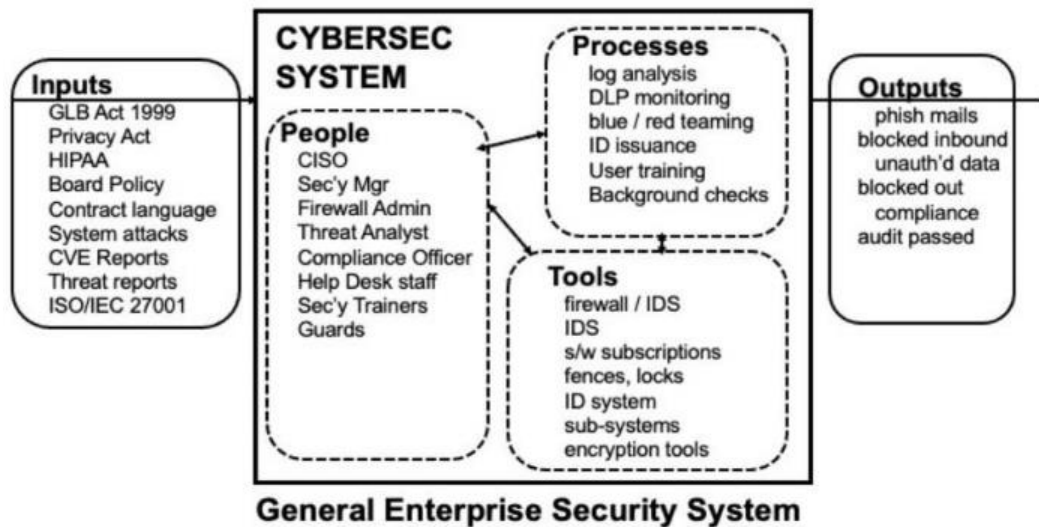 Inputs
GLB Act 1999
Privacy Act
HIPAA
Board Policy
Contract language
System attacks
CVE Reports
Threat reports
ISO/IEC 27001
CYBERSEC
SYSTEM
People
CISO
Sec'y Mgr
Firewall Admin
Threat Analyst
Compliance Officer
Help Desk staff
Sec'y Trainers
Guards
Processes
log analysis
DLP monitoring
blue / red teaming
ID issuance
User training
Background checks
Tools
firewall / IDS
IDS
s/w subscriptions
fences, locks
ID system
sub-systems
encryption tools
Outputs
phish mails
blocked inbound
unauth'd data
blocked out
compliance
audit passed
General Enterprise Security System